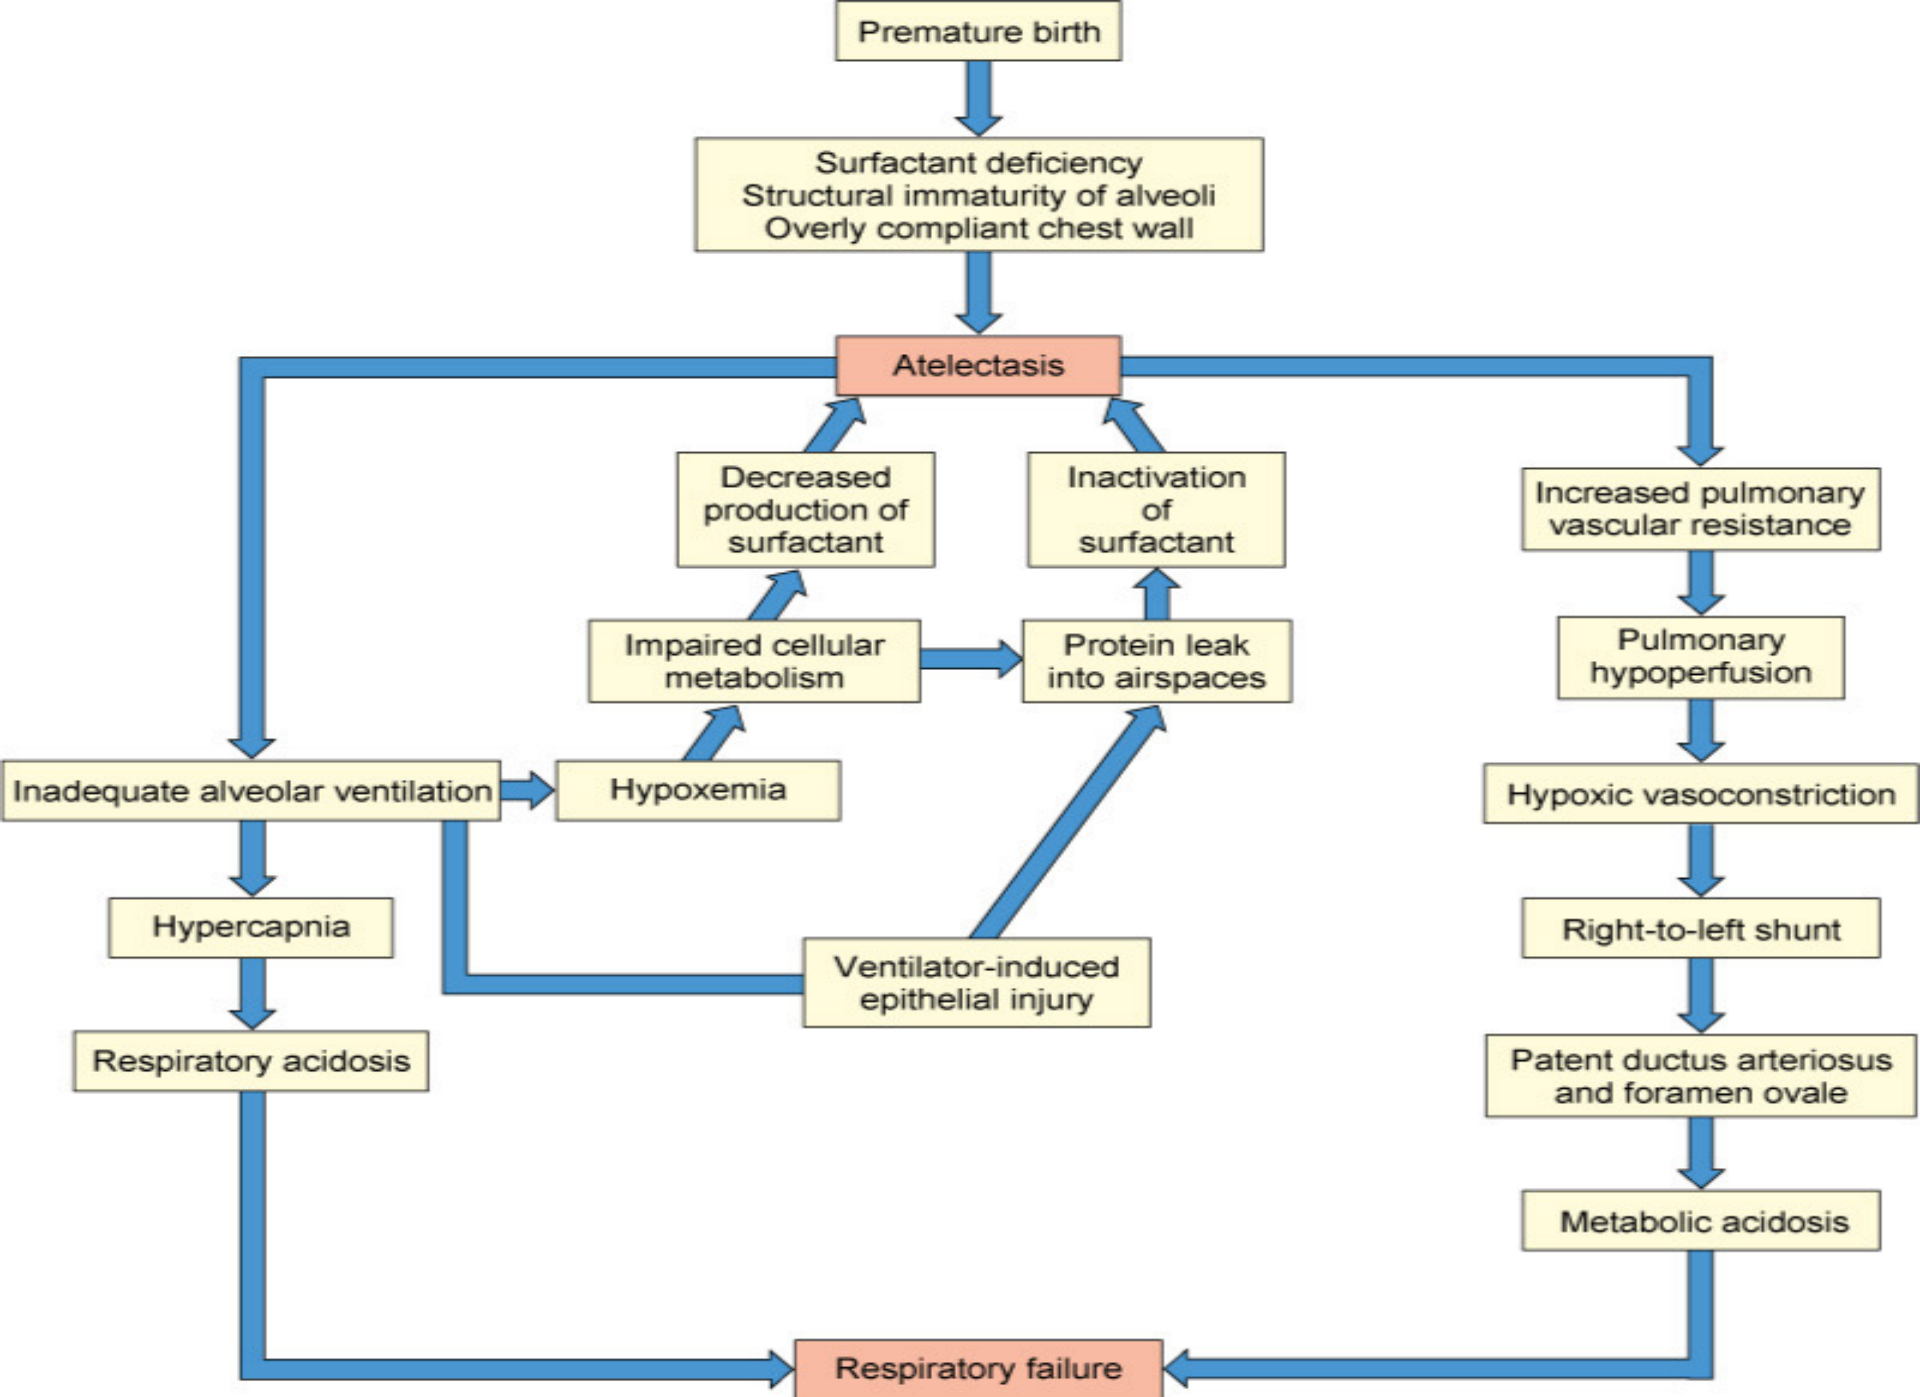 Premature birth
Surfactant deficiency
Structural immaturity of alveoli
Overly compliant chest wall
Atelectasis
Decreased
production of
surfactant
Inactivation
of
surfactant
Increased pulmonary
vascular resistance
Impaired cellular
metabolism
Protein leak
into airspaces
Pulmonary
hypoperfusion
Inadequate alveolar ventilation
Hypoxemia
Hypoxic vasoconstriction
Hypercapnia
Right-to-left shunt
Ventilator-induced
epithelial injury
Respiratory acidosis
Patent ductus arteriosus
and foramen ovale
Metabolic acidosis
Respiratory failure